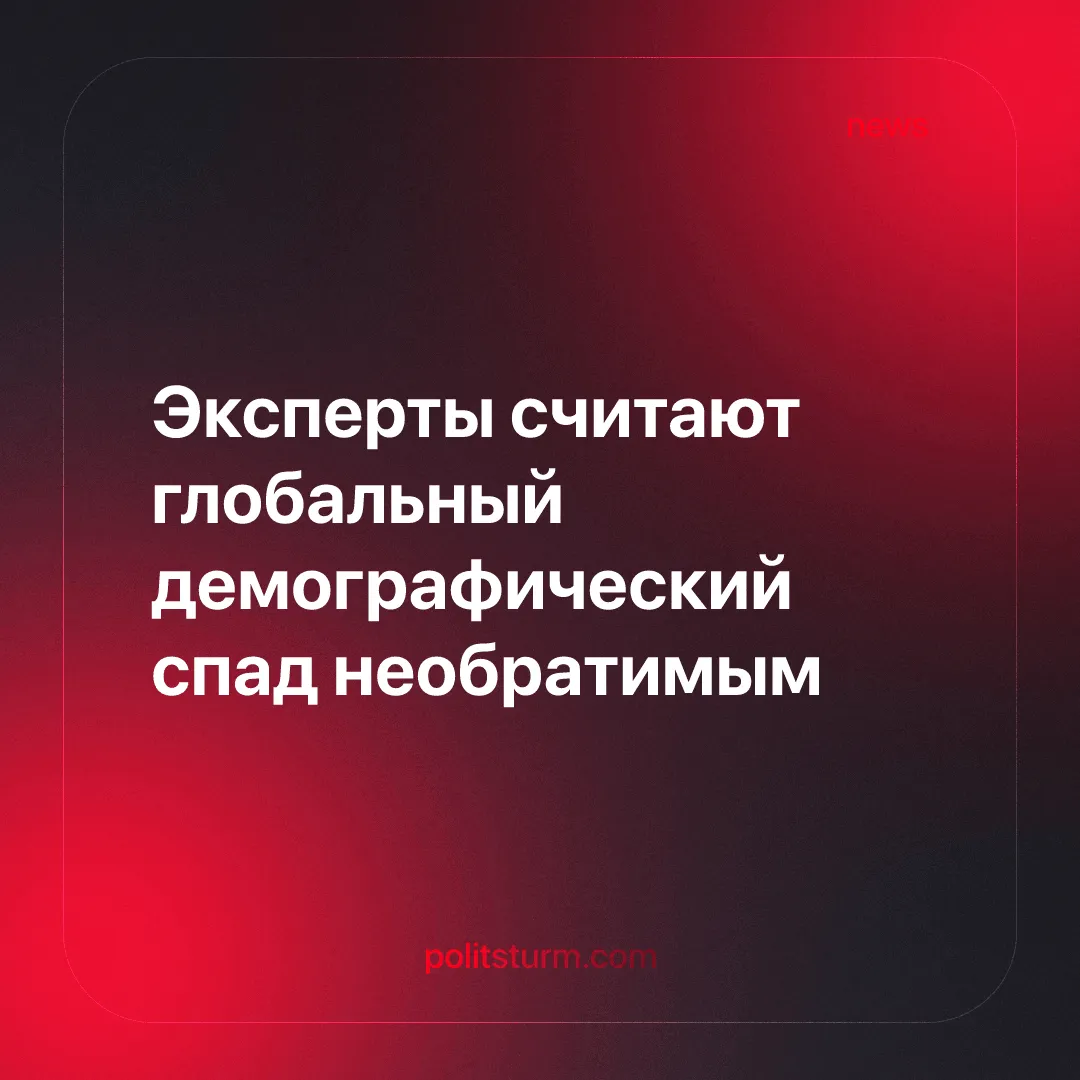 news
Эксперты считают
глобальный
демографический
спад необратимым
politsturm.com